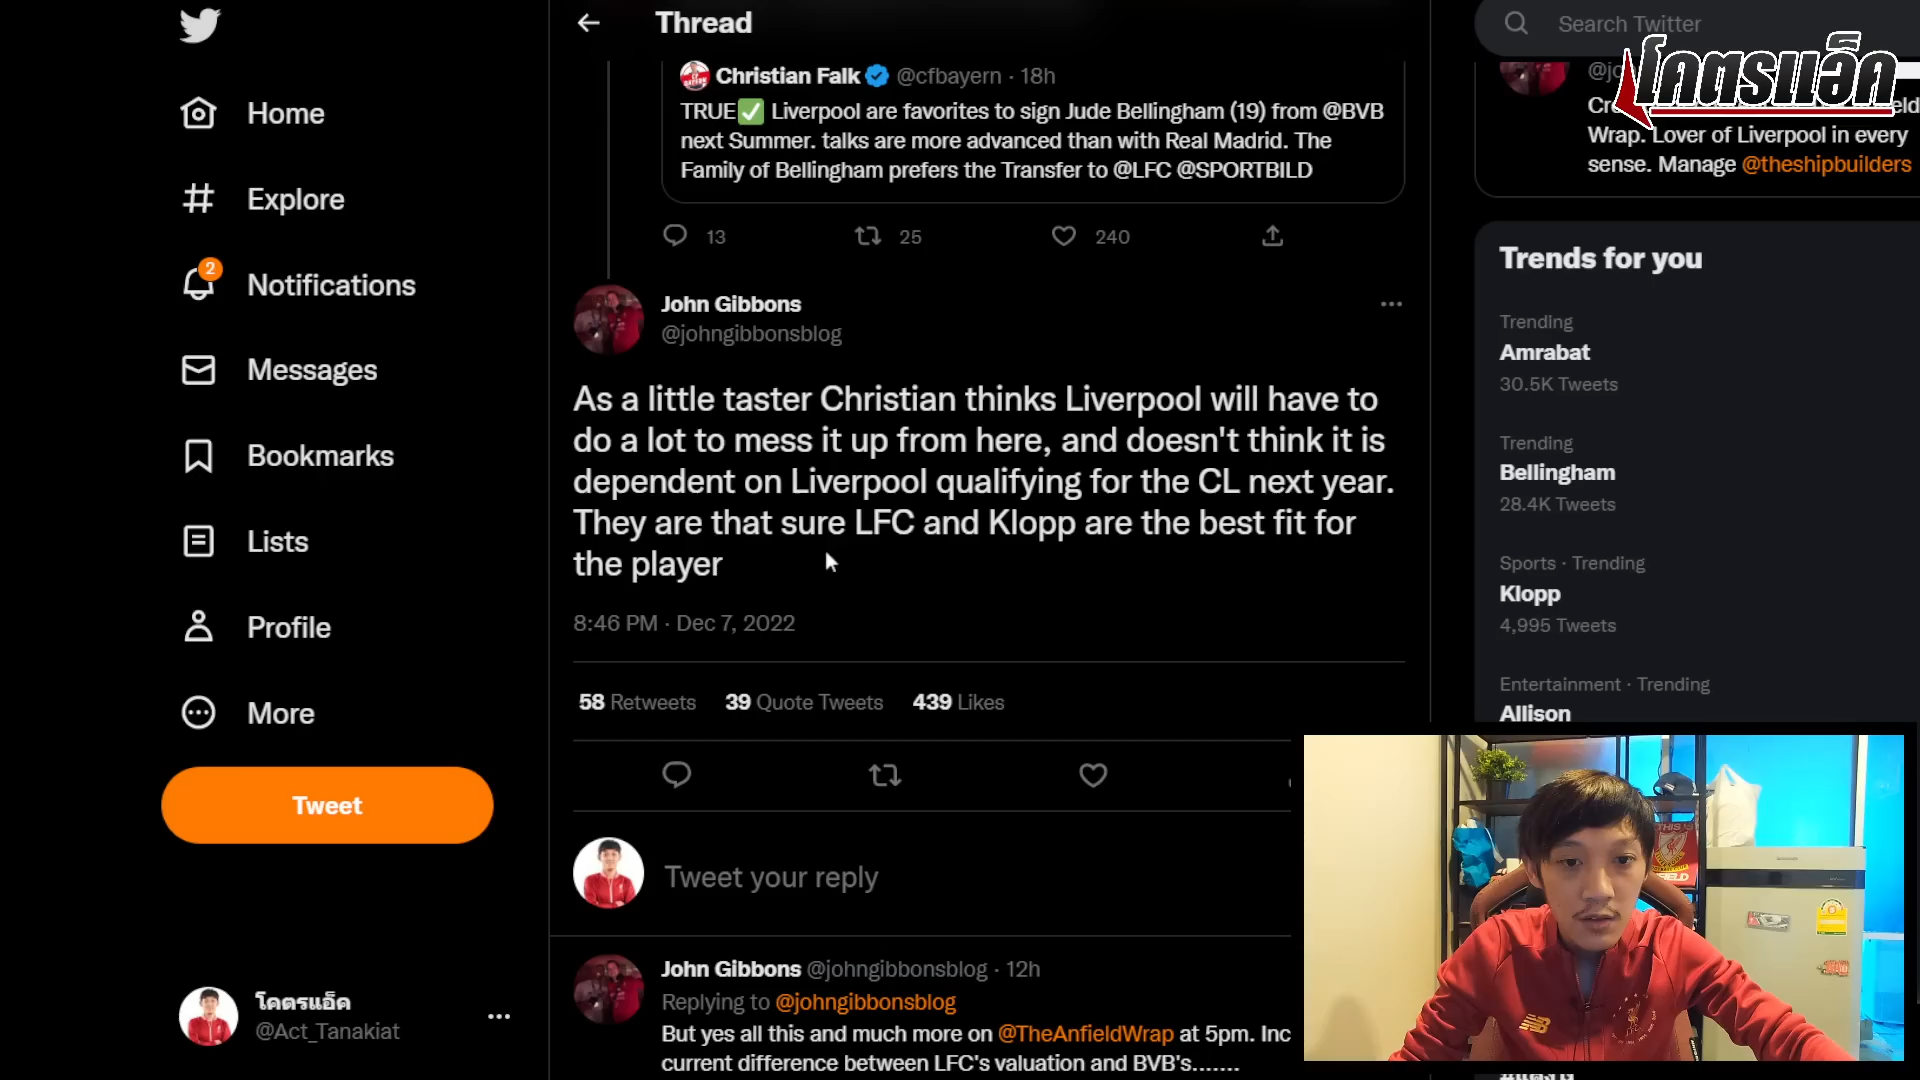 Home
Explore
2
Notifications
Messages
Bookmarks
Lists
Profile
More
Tweet
โคตรแอ็ค
@Act_Tanakiat
Thread
Christian Falk @cfbayern · 18h
TRUE✅ Liverpool are favorites to sign Jude Bellingham (19) from @BVB
next Summer. talks are more advanced than with Real Madrid. The
Family of Bellingham prefers the Transfer to @LFC @SPORTBILD
13 25 240
John Gibbons
@johngibbonsblog
As a little taster Christian thinks Liverpool will have to
do a lot to mess it up from here, and doesn't think it is
dependent on Liverpool qualifying for the CL next year.
They are that sure LFC and Klopp are the best fit for
the player
8:46 PM · Dec 7, 2022
58 Retweets 39 Quote Tweets 439 Likes
Tweet your reply
John Gibbons @johngibbonsblog · 12h
Replying to @johngibbonsblog
But yes all this and much more on @TheAnfieldWrap at 5pm. Inc
current difference between LFC's valuation and BVB's.......
Search Twitter
โคตรแอ็ค
Wrap. Lover of Liverpool in every
sense. Manage @theshipbuilders
Trends for you
Trending
Amrabat
30.5K Tweets
Trending
Bellingham
28.4K Tweets
Sports · Trending
Klopp
4,995 Tweets
Entertainment · Trending
Allison
THIS IS